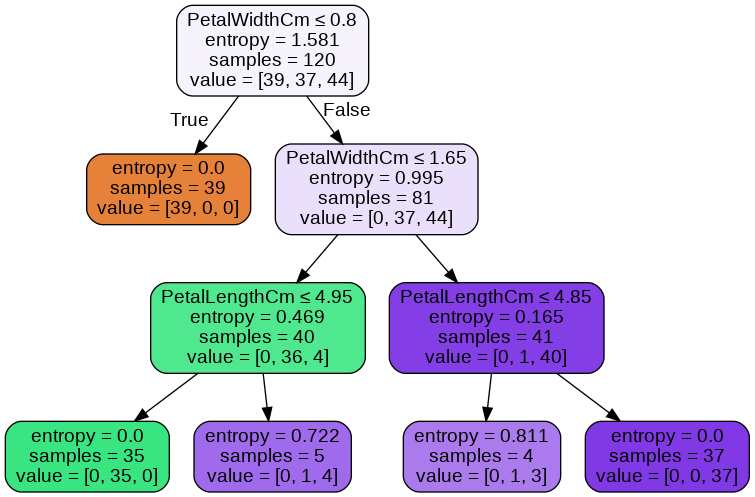 PetalWidthCm ≤ 0.8
entropy = 1.581
samples = 120
value = [39, 37, 44]
True
False
entropy = 0.0
samples = 39
value = [39, 0, 0]
PetalWidthCm ≤ 1.65
entropy = 0.995
samples = 81
value = [0, 37, 44]
PetalLengthCm ≤ 4.95
entropy = 0.469
samples = 40
value = [0, 36, 4]
PetalLengthCm ≤ 4.85
entropy = 0.165
samples = 41
value = [0, 1, 40]
entropy = 0.0
samples = 35
value = [0, 35, 0]
entropy = 0.722
samples = 5
value = [0, 1, 4]
entropy = 0.811
samples = 4
value = [0, 1, 3]
entropy = 0.0
samples = 37
value = [0, 0, 37]